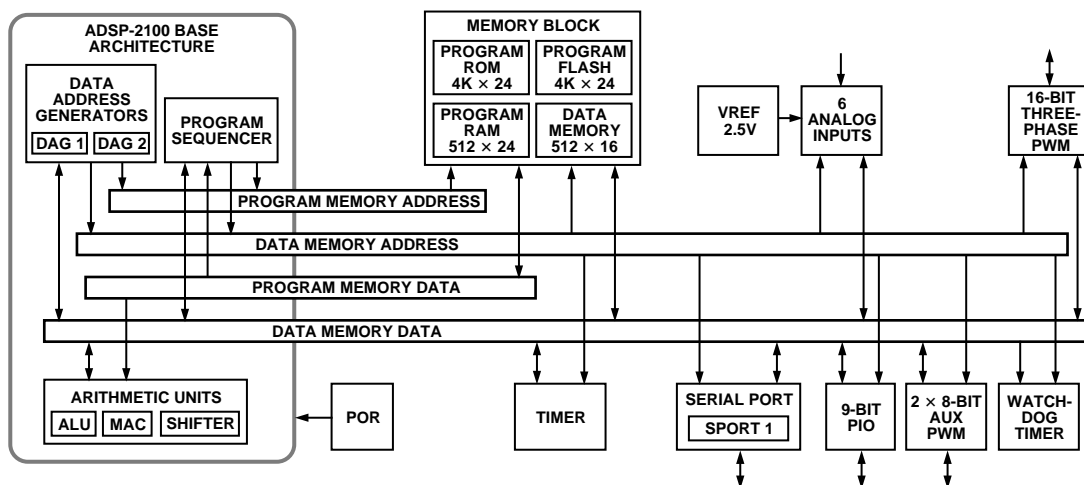 ADSP-2100 BASE
ARCHITECTURE
DATA
ADDRESS
GENERATORS
DAG 1
DAG 2
PROGRAM
SEQUENCER
MEMORY BLOCK
PROGRAM
ROM
4K × 24
PROGRAM
FLASH
4K × 24
PROGRAM
RAM
512 × 24
DATA
MEMORY
512 × 16
VREF
2.5V
6
ANALOG
INPUTS
16-BIT
THREE-
PHASE
PWM
PROGRAM MEMORY ADDRESS
DATA MEMORY ADDRESS
PROGRAM MEMORY DATA
DATA MEMORY DATA
ARITHMETIC UNITS
ALU
MAC
SHIFTER
POR
TIMER
SERIAL PORT
SPORT 1
9-BIT
PIO
2 × 8-BIT
AUX
PWM
WATCH-
DOG
TIMER